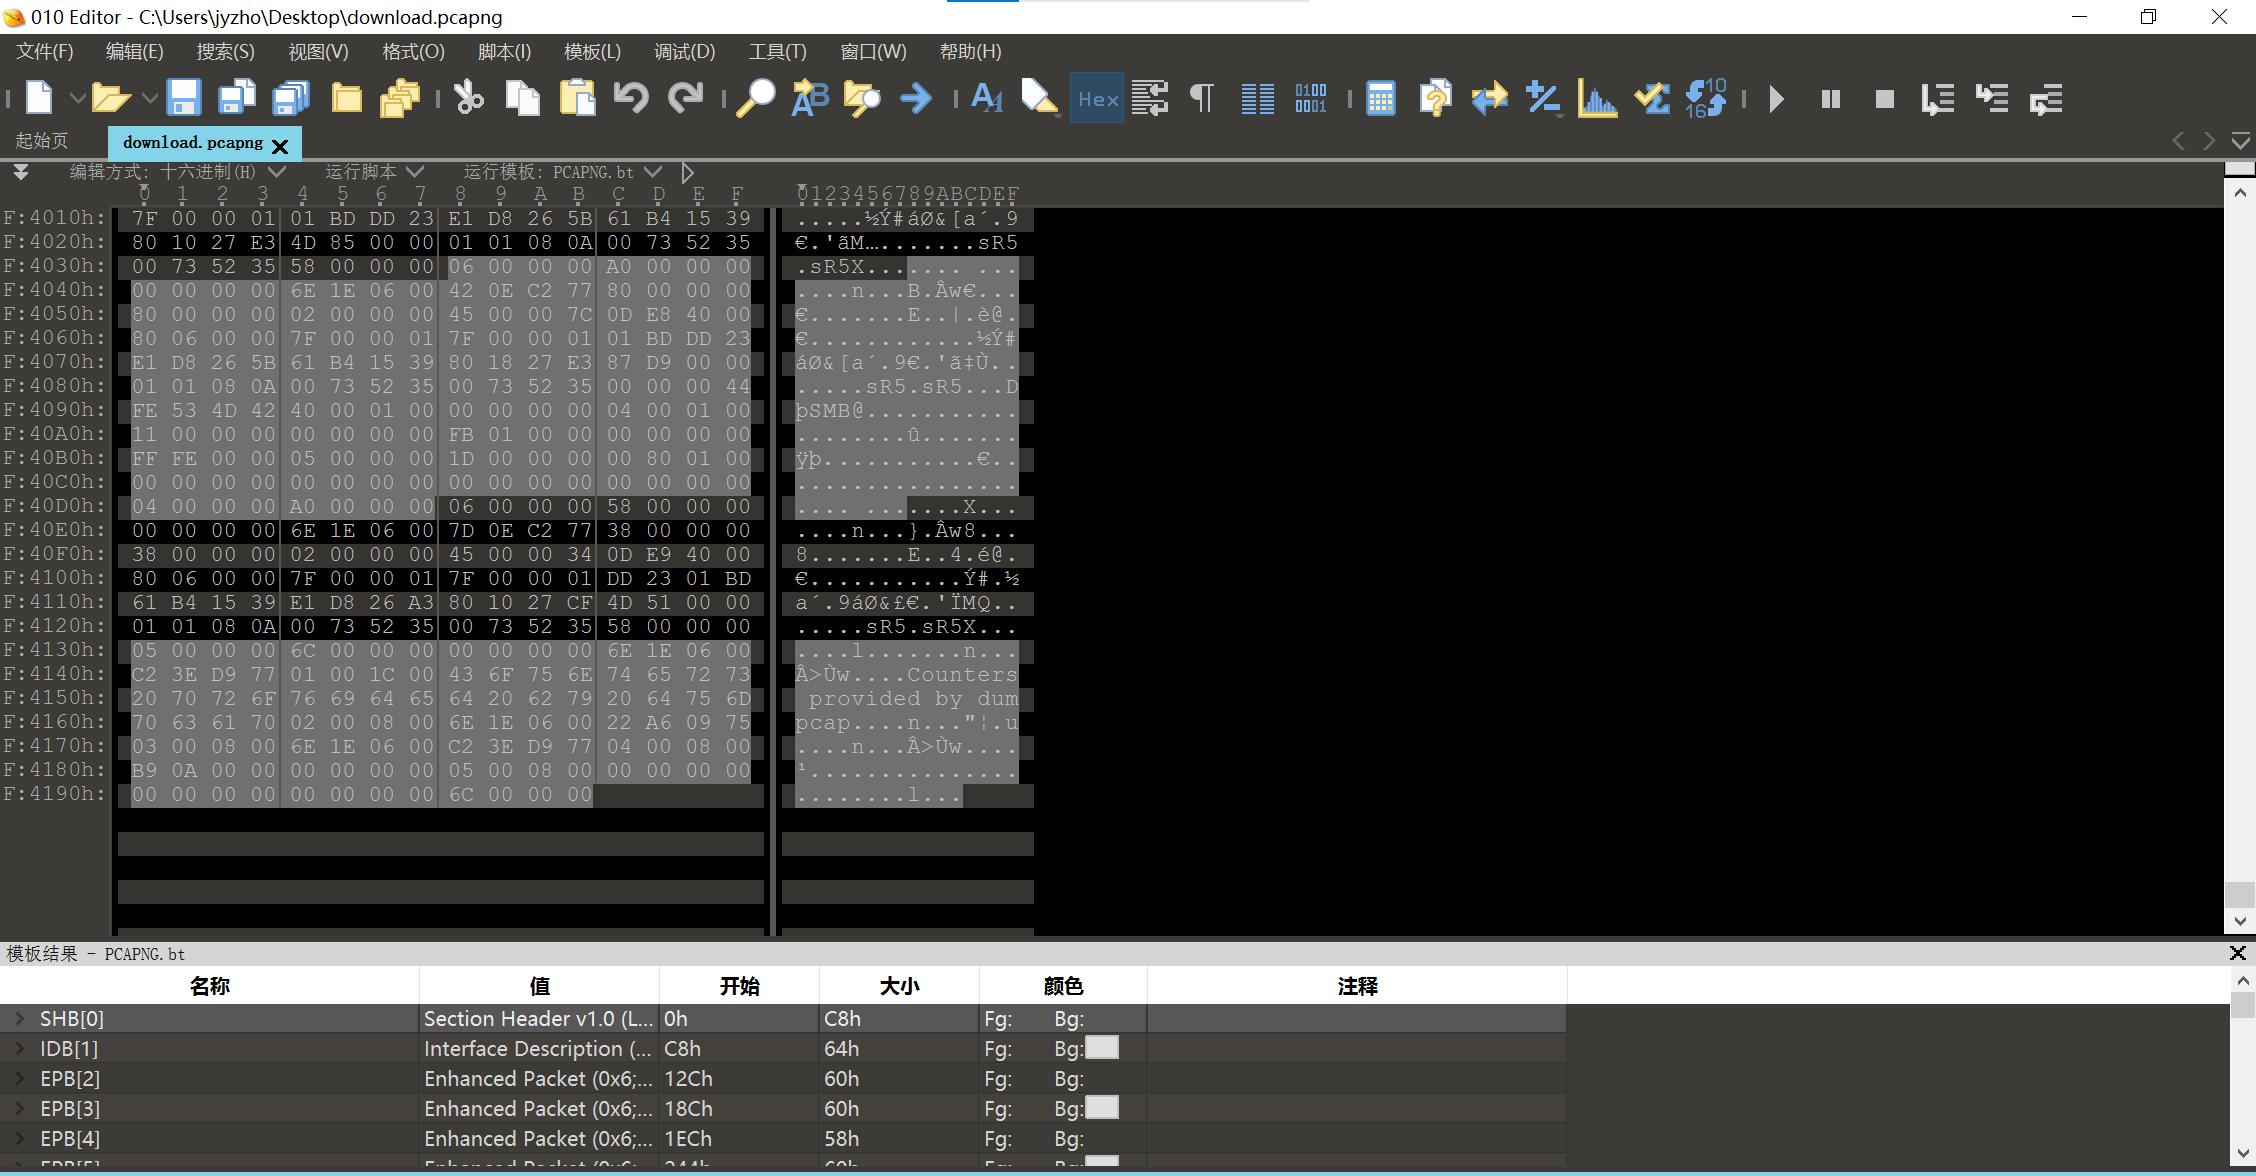 010 Editor - C:\Users\jyzho\Desktop\download.pcapng
文件(F) 编辑(E) 搜索(S) 视图(V) 格式(O) 脚本(I) 模板(L) 调试(D) 工具(T) 窗口(W) 帮助(H)
Hex
起始页 download.pcapng
编辑方式: 十六进制(H) 运行脚本 运行模板: PCAPNG.bt
0 1 2 3 4 5 6 7 8 9 A B C D E F 0123456789ABCDEF
F:4010h: 7F 00 00 01 01 BD DD 23 E1 D8 26 5B 61 B4 15 39 .....½Ý#áØ&[a´.9
F:4020h: 80 10 27 E3 4D 85 00 00 01 01 08 0A 00 73 52 35 €.'ãM….......sR5
F:4030h: 00 73 52 35 58 00 00 00 06 00 00 00 A0 00 00 00 .sR5X....... ...
F:4040h: 00 00 00 00 6E 1E 06 00 42 0E C2 77 80 00 00 00 ....n...B.Âw€...
F:4050h: 80 00 00 00 02 00 00 00 45 00 00 7C 0D E8 40 00 €.......E..|.è@.
F:4060h: 80 06 00 00 7F 00 00 01 7F 00 00 01 01 BD DD 23 €............½Ý#
F:4070h: E1 D8 26 5B 61 B4 15 39 80 18 27 E3 87 D9 00 00 áØ&[a´.9€.'ã‡Ù..
F:4080h: 01 01 08 0A 00 73 52 35 00 73 52 35 00 00 00 44 .....sR5.sR5...D
F:4090h: FE 53 4D 42 40 00 01 00 00 00 00 00 04 00 01 00 þSMB@...........
F:40A0h: 11 00 00 00 00 00 00 00 FB 01 00 00 00 00 00 00 ........û.......
F:40B0h: FF FE 00 00 05 00 00 00 1D 00 00 00 00 80 01 00 ÿþ...........€..
F:40C0h: 00 00 00 00 00 00 00 00 00 00 00 00 00 00 00 00 ................
F:40D0h: 04 00 00 00 A0 00 00 00 06 00 00 00 58 00 00 00 .... .......X...
F:40E0h: 00 00 00 00 6E 1E 06 00 7D 0E C2 77 38 00 00 00 ....n...}.Âw8...
F:40F0h: 38 00 00 00 02 00 00 00 45 00 00 34 0D E9 40 00 8.......E..4.é@.
F:4100h: 80 06 00 00 7F 00 00 01 7F 00 00 01 DD 23 01 BD €...........Ý#.½
F:4110h: 61 B4 15 39 E1 D8 26 A3 80 10 27 CF 4D 51 00 00 a´.9áØ&£€.'ÏMQ..
F:4120h: 01 01 08 0A 00 73 52 35 00 73 52 35 58 00 00 00 .....sR5.sR5X...
F:4130h: 05 00 00 00 6C 00 00 00 00 00 00 00 6E 1E 06 00 ....l.......n...
F:4140h: C2 3E D9 77 01 00 1C 00 43 6F 75 6E 74 65 72 73 Â>Ùw....Counters
F:4150h: 20 70 72 6F 76 69 64 65 64 20 62 79 20 64 75 6D  provided by dum
F:4160h: 70 63 61 70 02 00 08 00 6E 1E 06 00 22 A6 09 75 pcap....n..."¦.u
F:4170h: 03 00 08 00 6E 1E 06 00 C2 3E D9 77 04 00 08 00 ....n...Â>Ùw....
F:4180h: B9 0A 00 00 00 00 00 00 05 00 08 00 00 00 00 00 ¹...............
F:4190h: 00 00 00 00 00 00 00 00 6C 00 00 00 ........l...
模板结果 - PCAPNG.bt
名称 值 开始 大小 颜色 注释
SHB[0] Section Header v1.0 (L... 0h C8h Fg: Bg:
IDB[1] Interface Description (... C8h 64h Fg: Bg:
EPB[2] Enhanced Packet (0x6;... 12Ch 60h Fg: Bg:
EPB[3] Enhanced Packet (0x6;... 18Ch 60h Fg: Bg:
EPB[4] Enhanced Packet (0x6;... 1ECh 58h Fg: Bg: